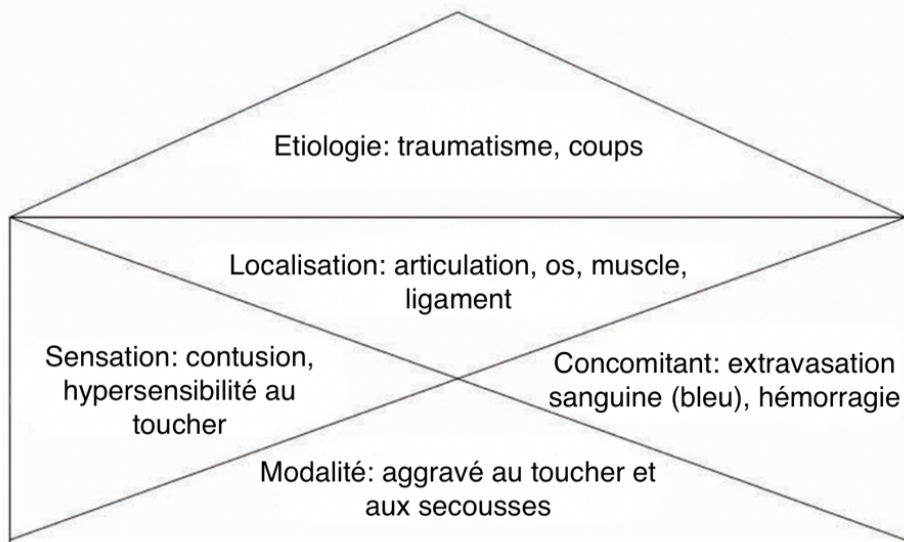 Etiologie: traumatisme, coups
Localisation: articulation, os, muscle,
ligament
Sensation: contusion,
hypersensibilité au
toucher
Concomitant: extravasation
sanguine (bleu), hémorragie
Modalité: aggravé au toucher et
aux secousses